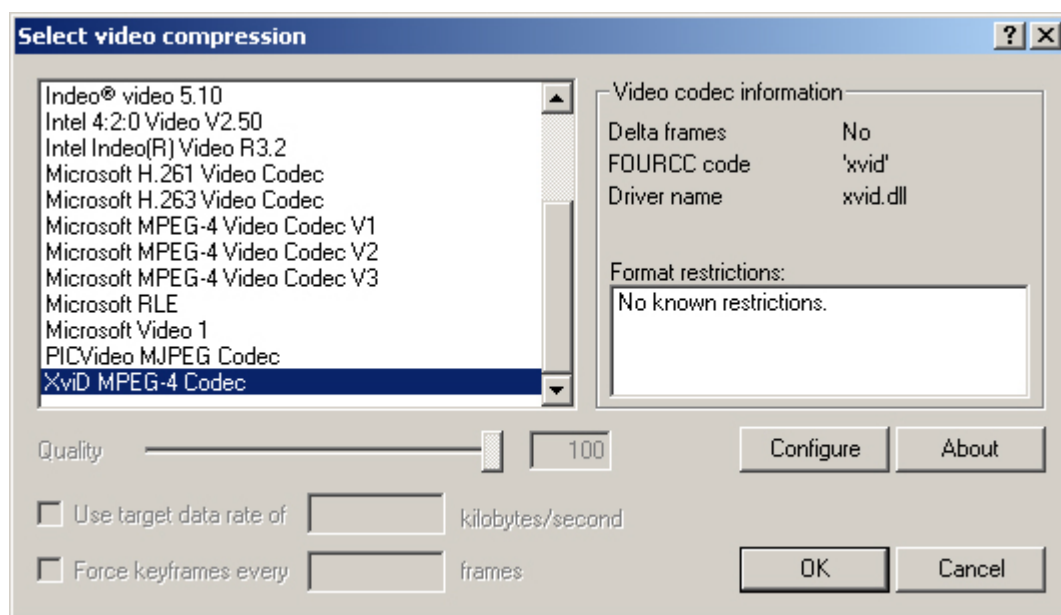 Select video compression
Indeo® video 5.10
Intel 4:2:0 Video V2.50
Intel Indeo(R) Video R3.2
Microsoft H.261 Video Codec
Microsoft H.263 Video Codec
Microsoft MPEG-4 Video Codec V1
Microsoft MPEG-4 Video Codec V2
Microsoft MPEG-4 Video Codec V3
Microsoft RLE
Microsoft Video 1
PICVideo MJPEG Codec
XviD MPEG-4 Codec
Video codec information
Delta frames No
FOURCC code 'xvid'
Driver name xvid.dll
Format restrictions:
No known restrictions.
Quality 100
Configure About
Use target data rate of kilobytes/second
Force keyframes every frames
OK Cancel